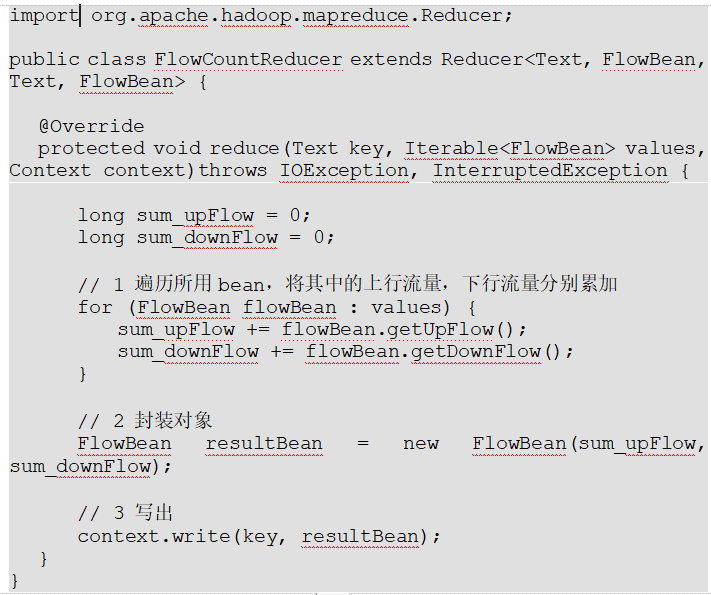 import org.apache.hadoop.mapreduce.Reducer;
public class FlowCountReducer extends Reducer<Text, FlowBean,
Text, FlowBean> {
@Override
protected void reduce(Text key, Iterable<FlowBean> values,
Context context)throws IOException, InterruptedException {
long sum_upFlow = 0;
long sum_downFlow = 0;
// 1 遍历所用 bean，将其中的上行流量，下行流量分别累加
for (FlowBean flowBean : values) {
sum_upFlow += flowBean.getUpFlow();
sum_downFlow += flowBean.getDownFlow();
}
// 2 封装对象
FlowBean resultBean = new FlowBean(sum_upFlow,
sum_downFlow);
// 3 写出
context.write(key, resultBean);
}
}